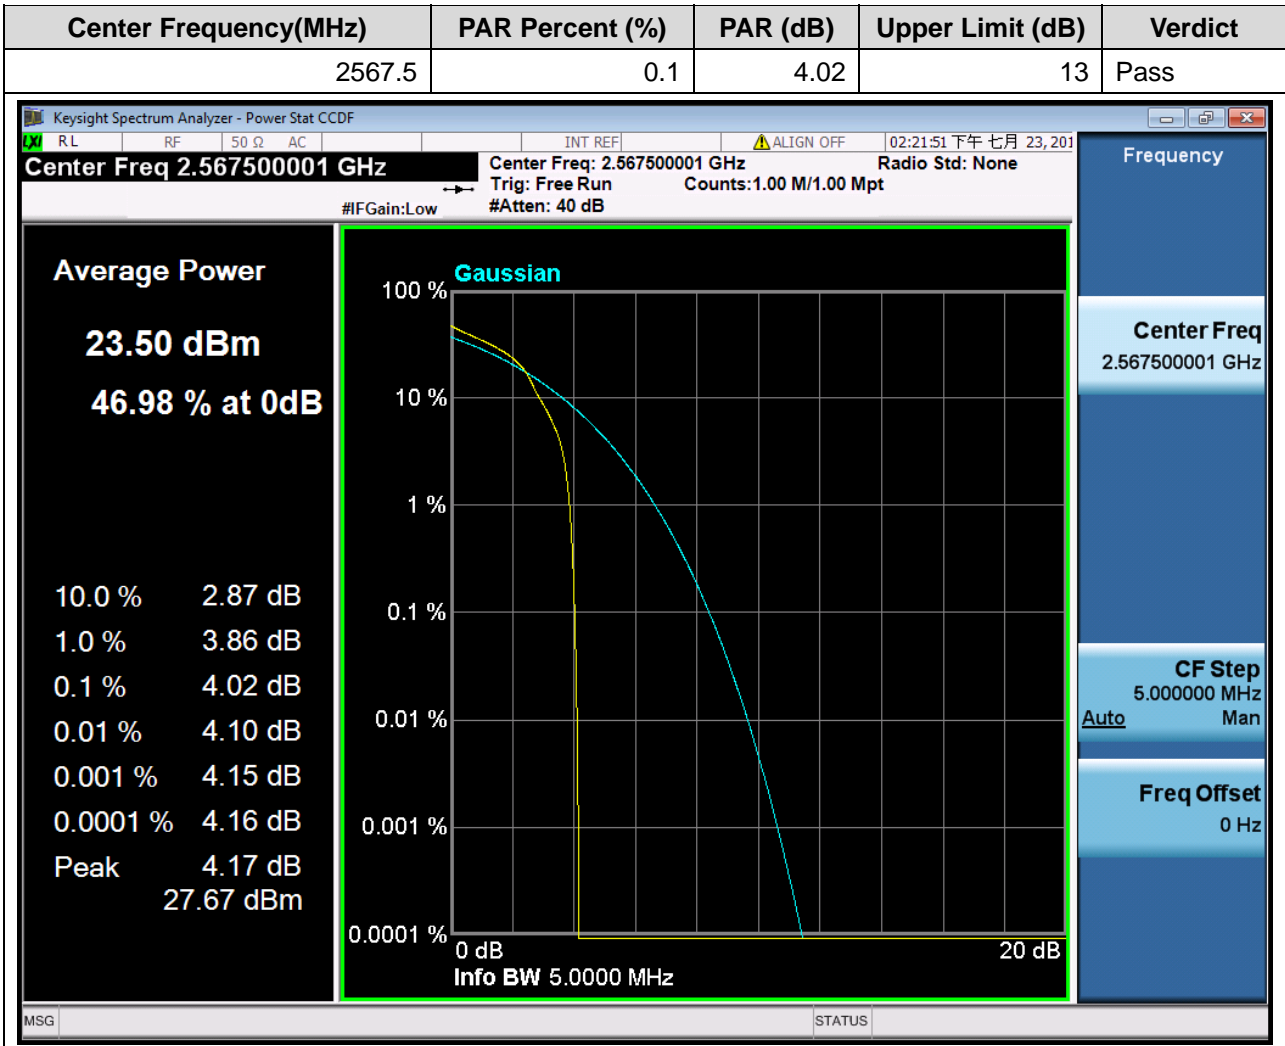 Center Frequency(MHz) PAR Percent (%) PAR (dB) Upper Limit (dB) Verdict
2567.5 0.1 4.02 13 Pass
Keysight Spectrum Analyzer - Power Stat CCDF
LXI RL RF 50 Ω AC INT REF ALIGN OFF 02:21:51 下午 七月 23, 201
Center Freq 2.567500001 GHz
Center Freq: 2.567500001 GHz Radio Std: None
Trig: Free Run Counts:1.00 M/1.00 Mpt
#IFGain:Low #Atten: 40 dB
Frequency
Average Power
23.50 dBm
46.98 % at 0dB
10.0 % 2.87 dB
1.0 % 3.86 dB
0.1 % 4.02 dB
0.01 % 4.10 dB
0.001 % 4.15 dB
0.0001 % 4.16 dB
Peak 4.17 dB
27.67 dBm
Gaussian
100 %
10 %
1 %
0.1 %
0.01 %
0.001 %
0.0001 %
0 dB 20 dB
Info BW 5.0000 MHz
Center Freq
2.567500001 GHz
CF Step
5.000000 MHz
Auto Man
Freq Offset
0 Hz
MSG STATUS